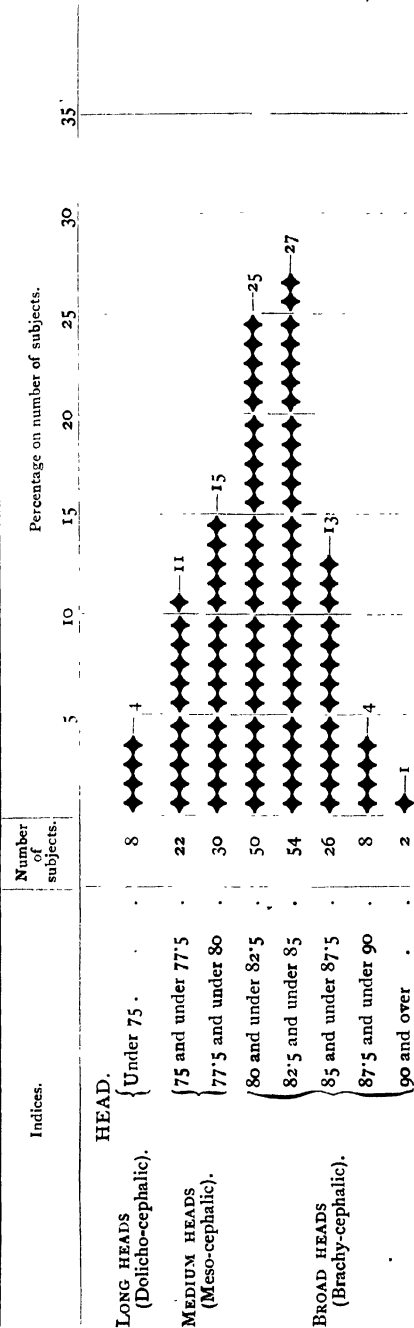 Indices.
Number
of
subjects.
Percentage on number of subjects.
5 10 15 20 25 30 35
HEAD.
LONG HEADS
(Dolicho-cephalic).
Under 75 . . . 8 4
MEDIUM HEADS
(Meso-cephalic).
75 and under 77·5 . 22 11
77·5 and under 80 . 30 15
BROAD HEADS
(Brachy-cephalic).
80 and under 82·5 . 50 25
82·5 and under 85 . 54 27
85 and under 87·5 . 26 13
87·5 and under 90 . 8 4
90 and over . . 2 1